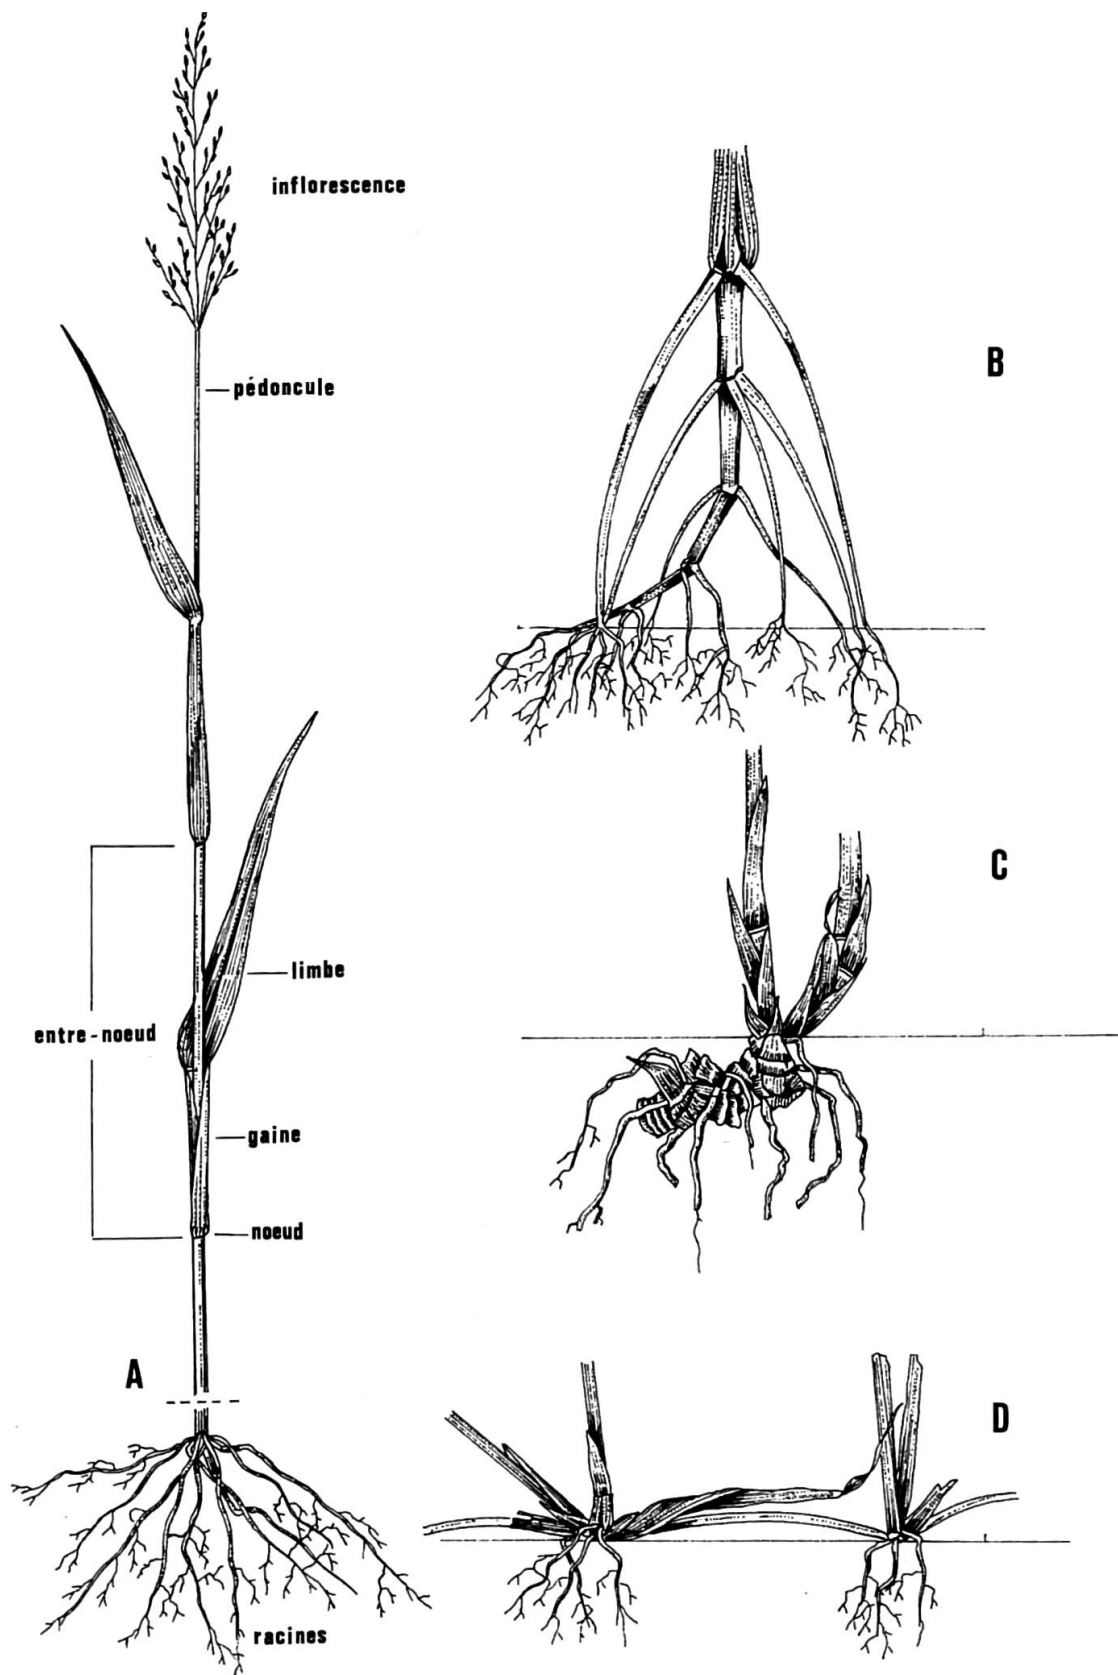 inflorescence
pédoncule
B
C
limbe
entre-noeud
gaine
noeud
A
D
racines